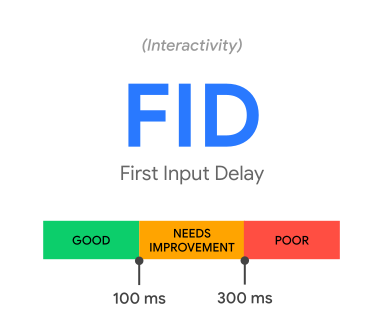 (Interactivity)
FID
First Input Delay
GOOD
NEEDS
IMPROVEMENT
POOR
100 ms
300 ms